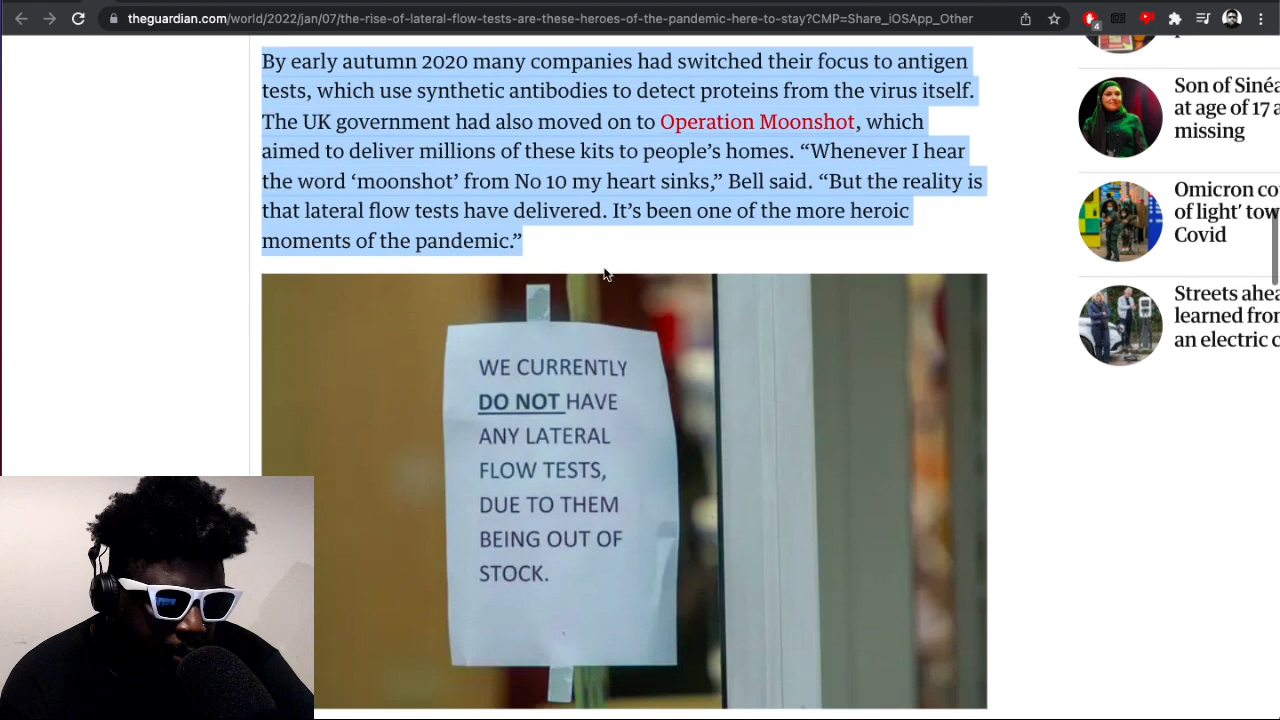 theguardian.com/world/2022/jan/07/the-rise-of-lateral-flow-tests-are-these-heroes-of-the-pandemic-here-to-stay?CMP=Share_iOSApp_Other
4
By early autumn 2020 many companies had switched their focus to antigen
tests, which use synthetic antibodies to detect proteins from the virus itself.
The UK government had also moved on to Operation Moonshot, which
aimed to deliver millions of these kits to people’s homes. “Whenever I hear
the word ‘moonshot’ from No 10 my heart sinks,” Bell said. “But the reality is
that lateral flow tests have delivered. It’s been one of the more heroic
moments of the pandemic.”
WE CURRENTLY
DO NOT HAVE
ANY LATERAL
FLOW TESTS,
DUE TO THEM
BEING OUT OF
STOCK.
Son of Sinéa
at age of 17 a
missing
Omicron co
of light’ tow
Covid
Streets ahea
learned from
an electric c